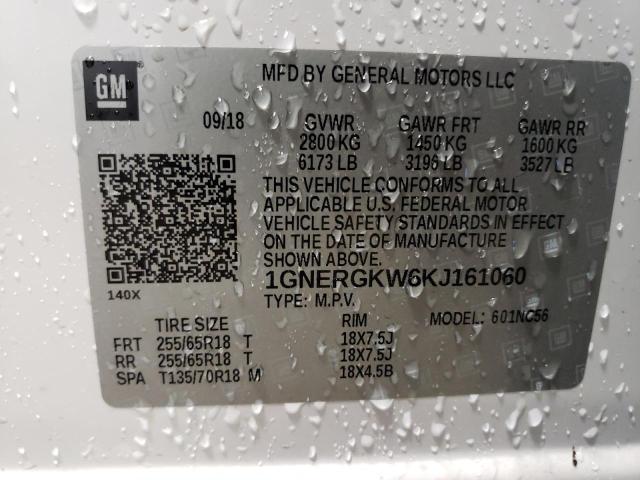 GM
MFD BY GENERAL MOTORS LLC
09/18 GVWR GAWR FRT GAWR RR
2800 KG 1450 KG 1600 KG
6173 LB 3196 LB 3527 LB
THIS VEHICLE CONFORMS TO ALL
APPLICABLE U.S. FEDERAL MOTOR
VEHICLE SAFETY STANDARDS IN EFFECT
ON THE DATE OF MANUFACTURE
SHOWN ABOVE.
1GNERGKW6KJ161060
140X
TYPE: M.P.V.
TIRE SIZE RIM MODEL: 601NC56
FRT 255/65R18 T 18X7.5J
RR 255/65R18 T 18X7.5J
SPA T135/70R18 M 18X4.5B